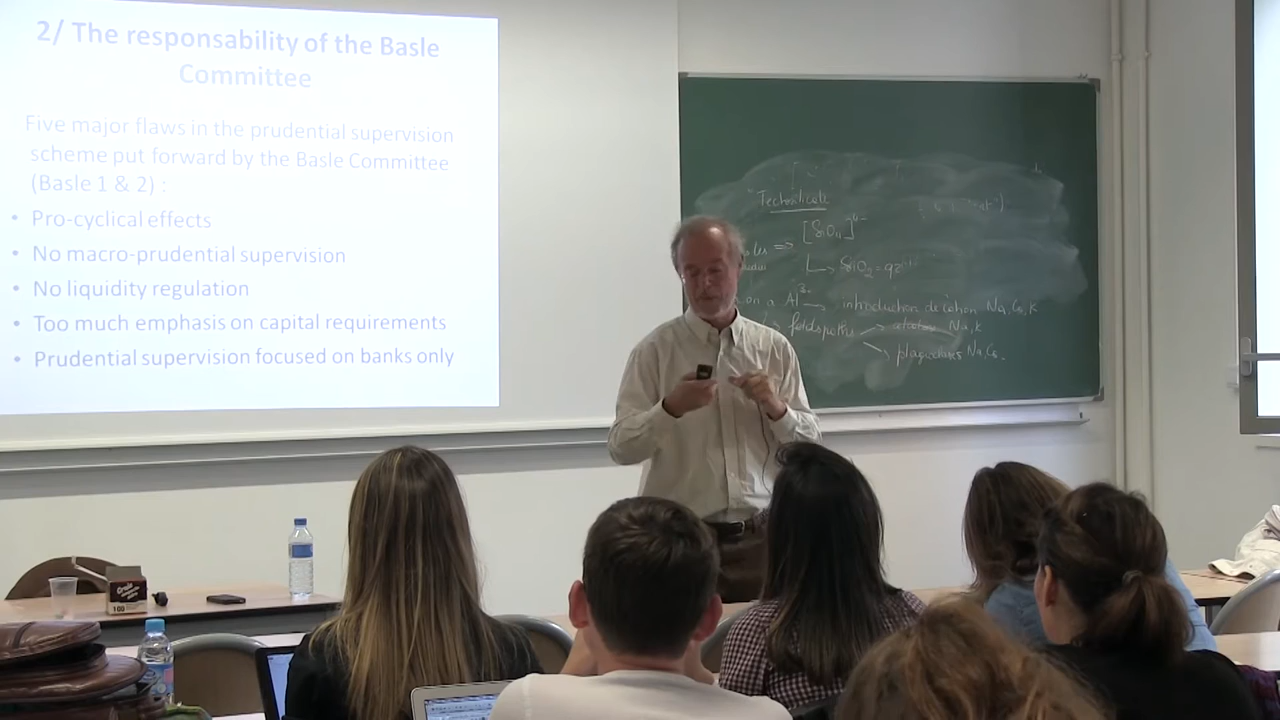 2/ The responsability of the Basle
Committee
Five major flaws in the prudential supervision
scheme put forward by the Basle Committee
(Basle 1 & 2) :
• Pro-cyclical effects
• No macro-prudential supervision
• No liquidity regulation
• Too much emphasis on capital requirements
• Prudential supervision focused on banks only
[SiO4]4-
SiO2 =
on a Al3+ → introduction de cation Na, Ca, K
feldspaths
Na, K
plagioclases Na, Ca.
100